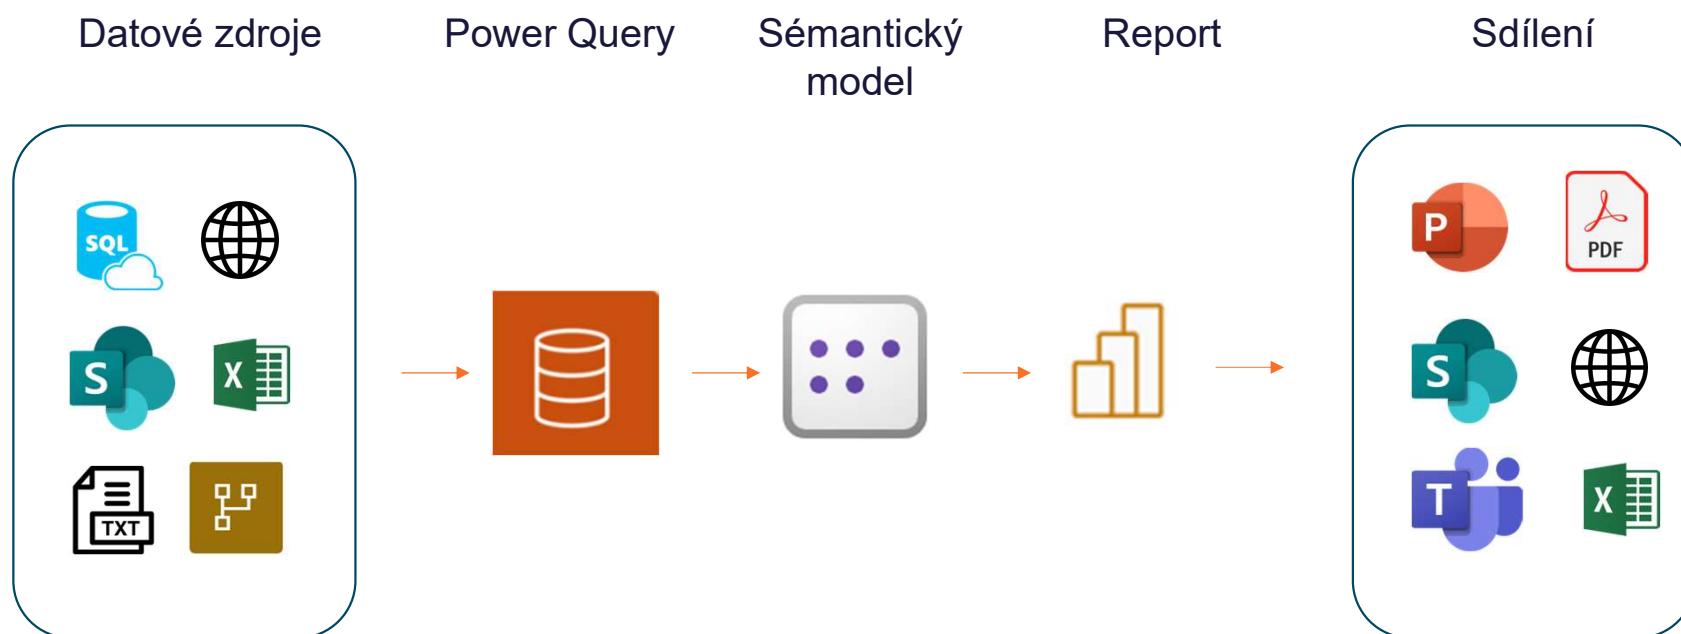 Datové zdroje
Power Query
Sémantický
model
Report
Sdílení
SQL
S
X
TXT
P
PDF
S
T
X